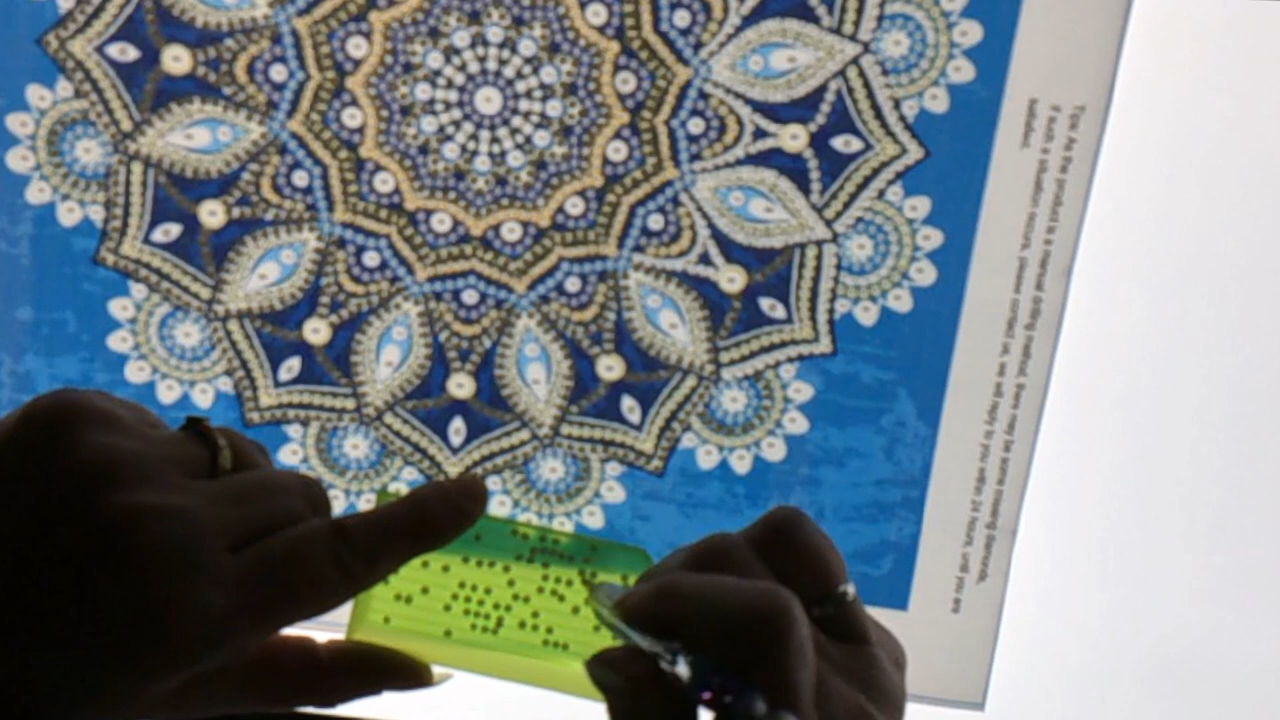 Tips: As the product is a manual drilling method, there may be some missing diamonds,
if such a situation occurs, please contact us, we will reply to you within 24 hours, until you are
satisfied.